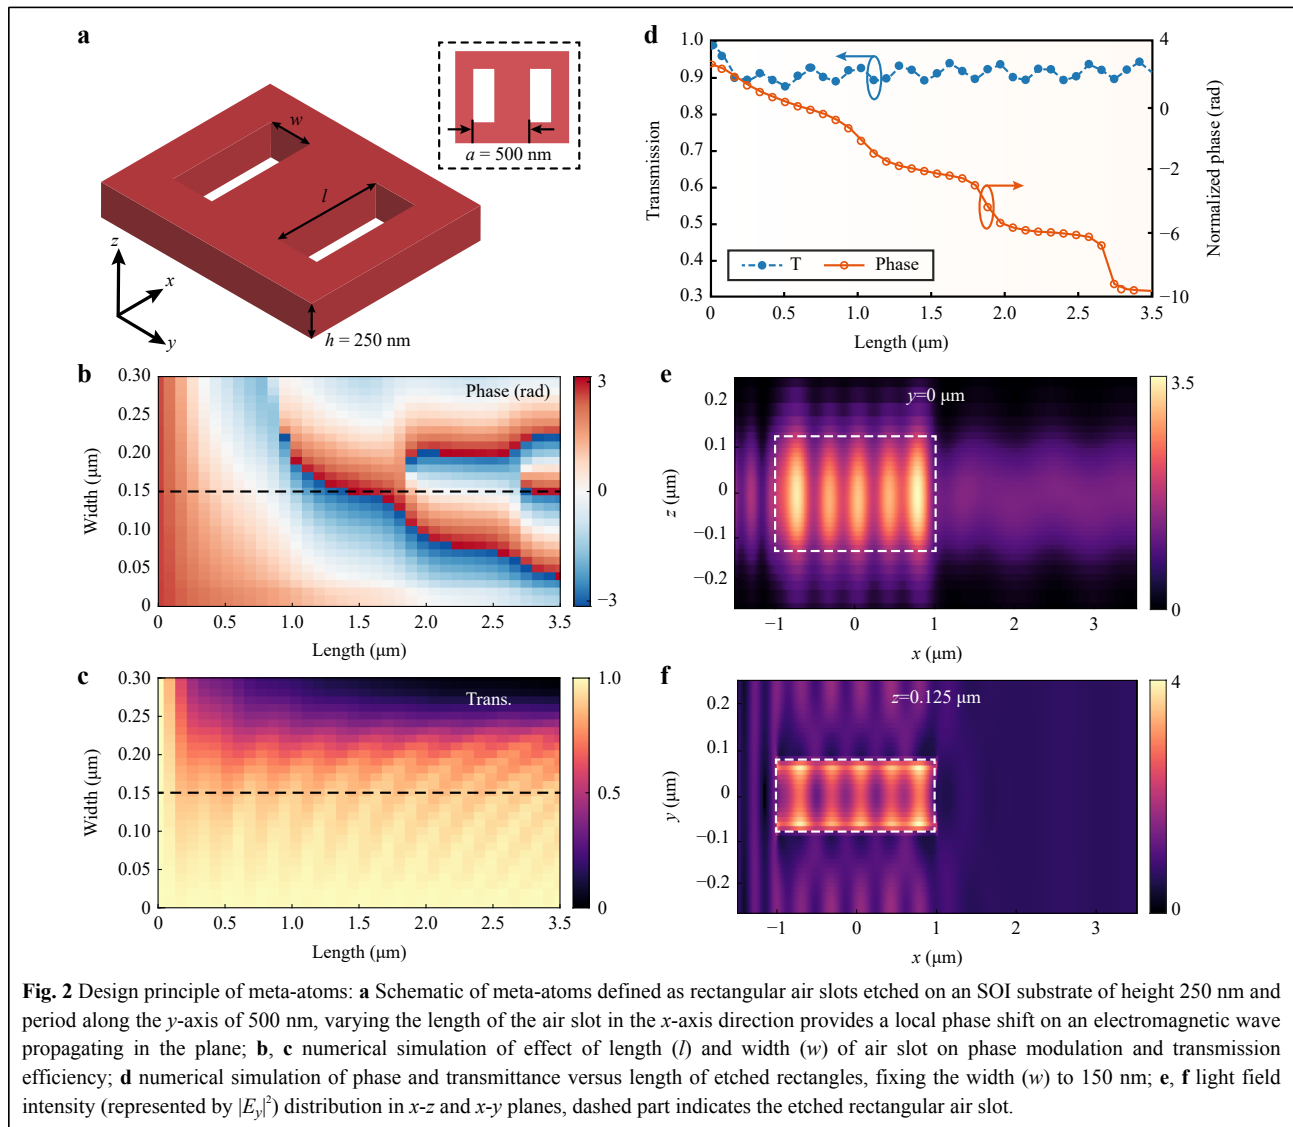 a
w
l
z
x
y
h = 250 nm
a = 500 nm
d
1.0
0.9
0.8
0.7
0.6
0.5
0.4
0.3
Transmission
4
0
−2
−6
−10
Normalized phase (rad)
T
Phase
0
0.5
1.0
1.5
2.0
2.5
3.5
Length (μm)
b
Phase (rad)
0.30
0.25
0.20
0.15
0.10
0.05
0
Width (μm)
0
0.5
1.0
1.5
2.0
2.5
3.5
Length (μm)
3
0
−3
c
Trans.
0.30
0.25
0.20
0.15
0.10
0.05
0
Width (μm)
0
0.5
1.0
1.5
2.0
2.5
3.5
Length (μm)
1.0
0.5
0
e
y=0 μm
0.2
0.1
0
−0.1
−0.2
z (μm)
−1
0
1
2
3
x (μm)
3.5
0
f
z=0.125 μm
0.2
0.1
0
−0.1
−0.2
y (μm)
−1
0
1
2
3
x (μm)
4
0
Fig. 2 Design principle of meta-atoms: a Schematic of meta-atoms defined as rectangular air slots etched on an SOI substrate of height 250 nm and
period along the y-axis of 500 nm, varying the length of the air slot in the x-axis direction provides a local phase shift on an electromagnetic wave
propagating in the plane; b, c numerical simulation of effect of length (l) and width (w) of air slot on phase modulation and transmission
efficiency; d numerical simulation of phase and transmittance versus length of etched rectangles, fixing the width (w) to 150 nm; e, f light field
intensity (represented by |Ey|²) distribution in x-z and x-y planes, dashed part indicates the etched rectangular air slot.